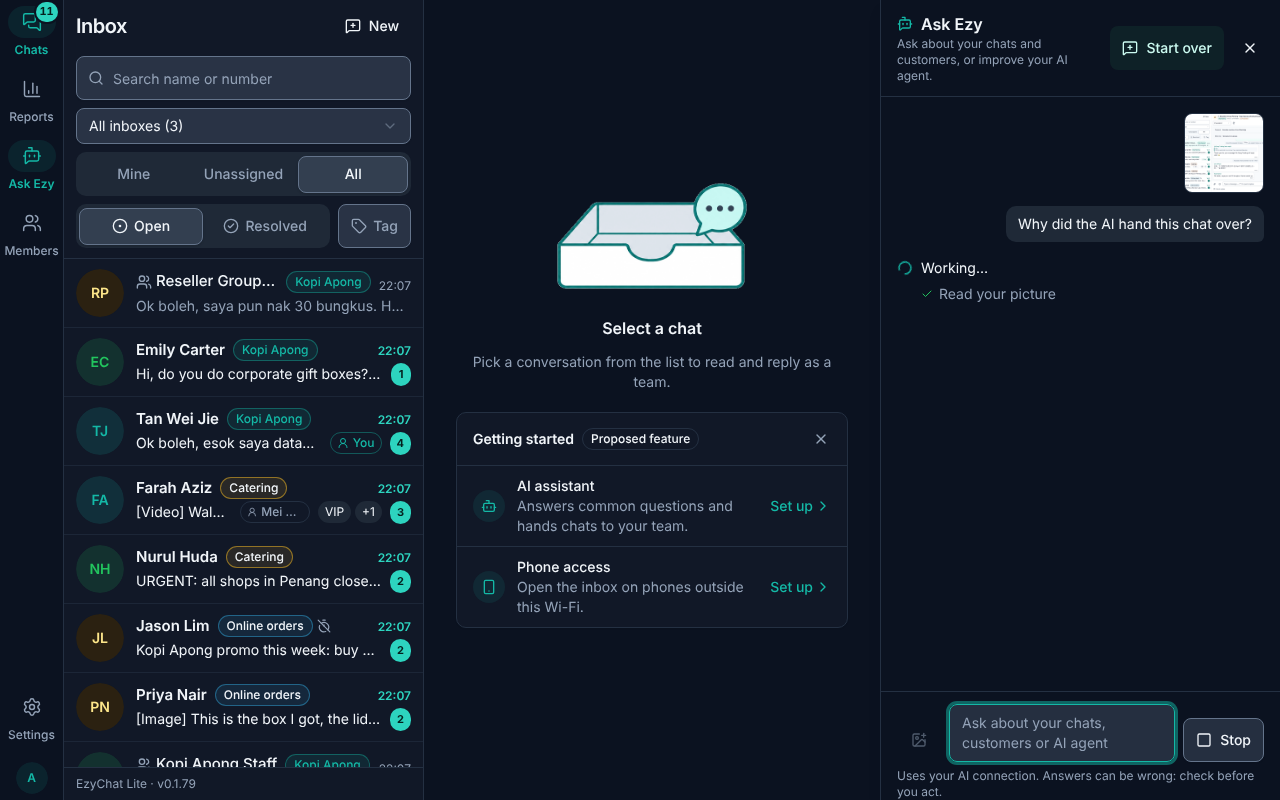 11
Chats
Reports
Ask Ezy
Members
Settings
A
Inbox
New
Search name or number
All inboxes (3)
Mine Unassigned All
Open Resolved Tag
RP Reseller Group... Kopi Apong 22:07
Ok boleh, saya pun nak 30 bungkus. H...
EC Emily Carter Kopi Apong 22:07
Hi, do you do corporate gift boxes?... 1
TJ Tan Wei Jie Kopi Apong 22:07
Ok boleh, esok saya data... You 4
FA Farah Aziz Catering 22:07
[Video] Wal... Mei ... VIP +1 3
NH Nurul Huda Catering 22:07
URGENT: all shops in Penang close... 2
JL Jason Lim Online orders 22:07
Kopi Apong promo this week: buy ... 2
PN Priya Nair Online orders 22:07
[Image] This is the box I got, the lid... 2
Kopi Apong Staff Kopi Apong 22:07
EzyChat Lite · v0.1.79
Select a chat
Pick a conversation from the list to read and reply as a
team.
Getting started Proposed feature
AI assistant
Answers common questions and
hands chats to your team.
Set up
Phone access
Open the inbox on phones outside
this Wi-Fi.
Set up
Ask Ezy
Ask about your chats and
customers, or improve your AI
agent.
Start over
Why did the AI hand this chat over?
Working...
Read your picture
Ask about your chats,
customers or AI agent
Stop
Uses your AI connection. Answers can be wrong: check before
you act.